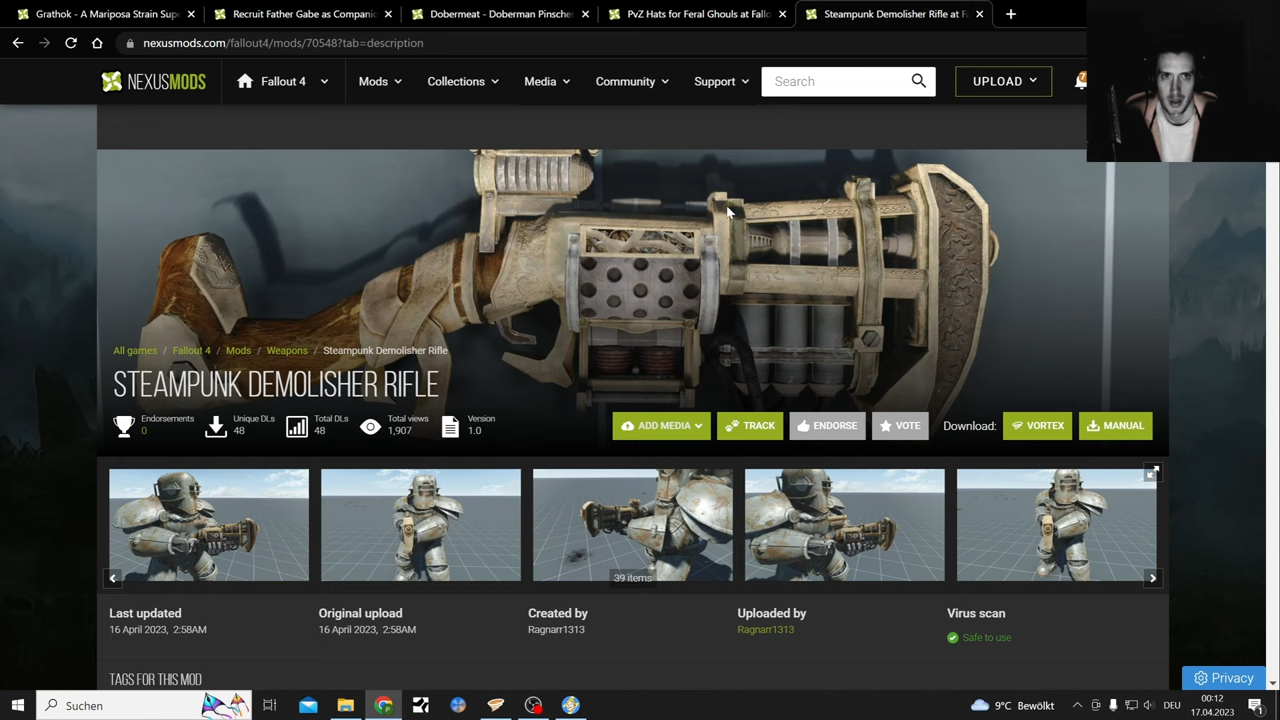 Grathok - A Mariposa Strain Sup
Recruit Father Gabe as Companic
Dobermeat - Doberman Pinsche
PvZ Hats for Feral Ghouls at Fallo
Steampunk Demolisher Rifle at Fa
nexusmods.com/fallout4/mods/70548?tab=description
NEXUSMODS
Fallout 4
Mods
Collections
Media
Community
Support
Search
UPLOAD
7
All games / Fallout 4 / Mods / Weapons / Steampunk Demolisher Rifle
STEAMPUNK DEMOLISHER RIFLE
Endorsements
0
Unique DLs
48
Total DLs
48
Total views
1,907
Version
1.0
ADD MEDIA
TRACK
ENDORSE
VOTE
Download:
VORTEX
MANUAL
39 items
Last updated
16 April 2023, 2:58AM
Original upload
16 April 2023, 2:58AM
Created by
Ragnarr1313
Uploaded by
Ragnarr1313
Virus scan
Safe to use
TAGS FOR THIS MOD
Privacy
Suchen
9°C Bewölkt
DEU
00:12
17.04.2023
1